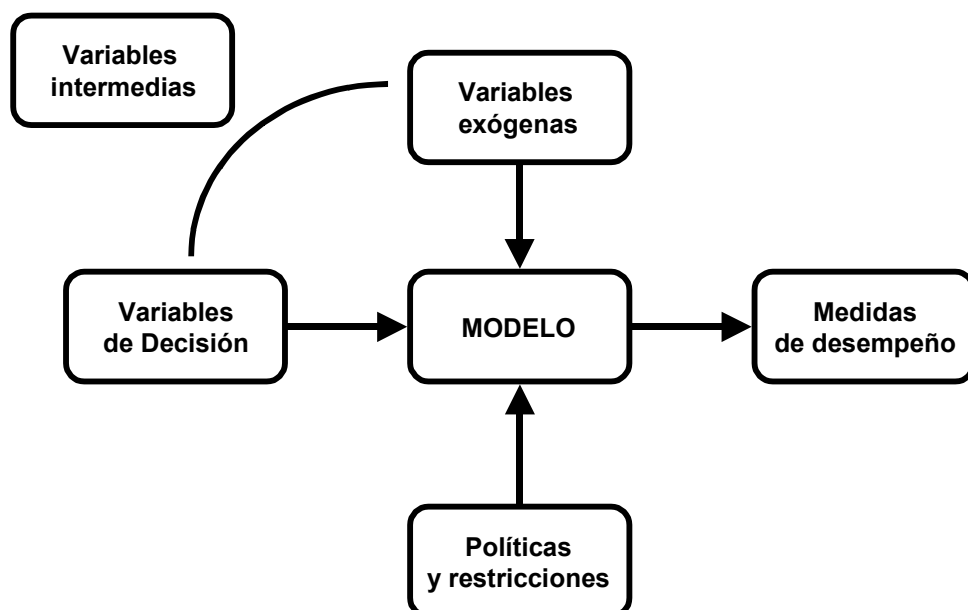 Variables
intermedias
Variables
exógenas
Variables
de Decisión
MODELO
Medidas
de desempeño
Políticas
y restricciones